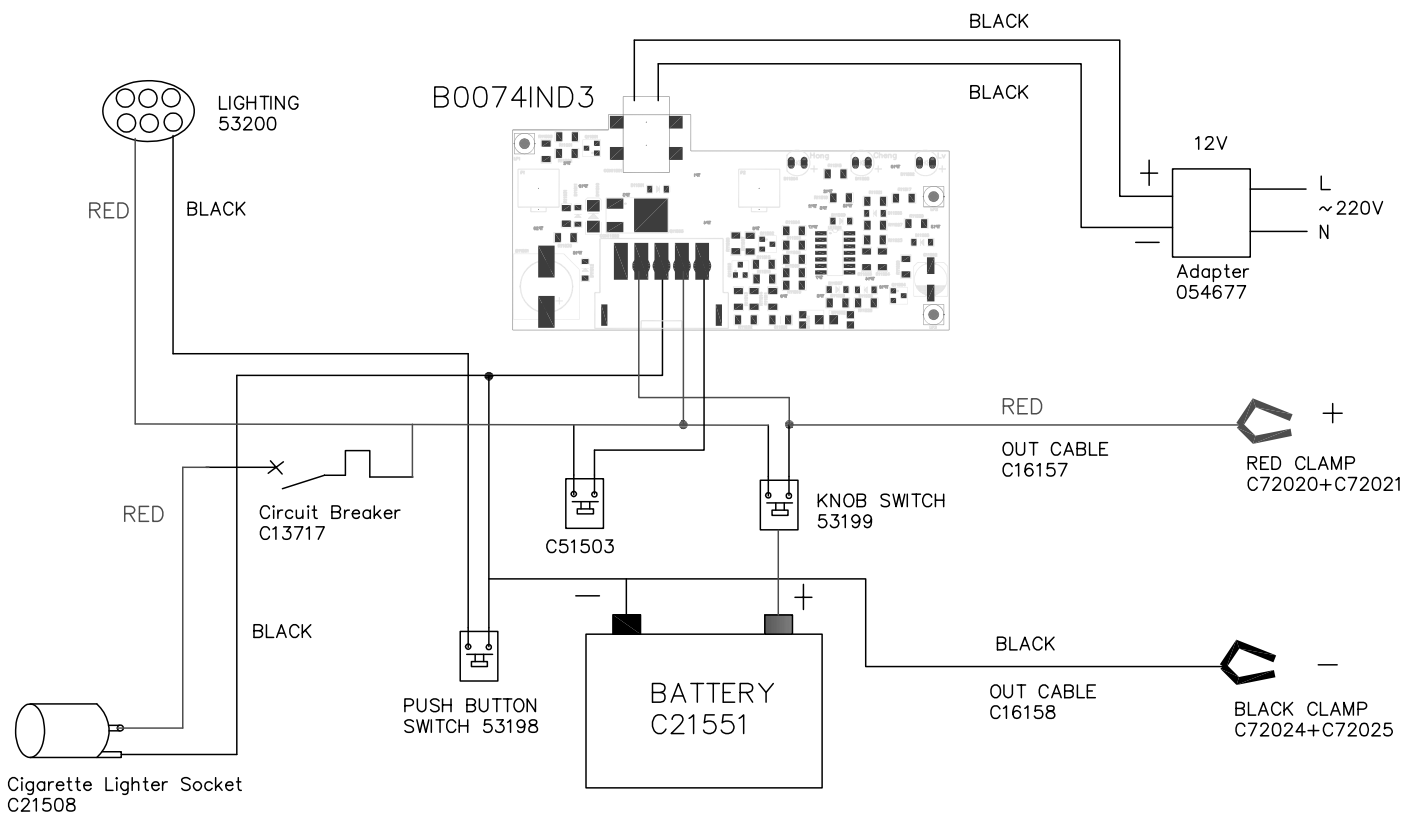 BLACK
B0074IND3
BLACK
LIGHTING
53200
12V
+
L
~220V
N
−
RED
BLACK
Adapter
054677
RED
+
OUT CABLE
C16157
RED CLAMP
C72020+C72021
RED
Circuit Breaker
C13717
KNOB SWITCH
53199
C51503
−
+
BLACK
BLACK
−
BATTERY
C21551
OUT CABLE
C16158
PUSH BUTTON
SWITCH 53198
BLACK CLAMP
C72024+C72025
Cigarette Lighter Socket
C21508